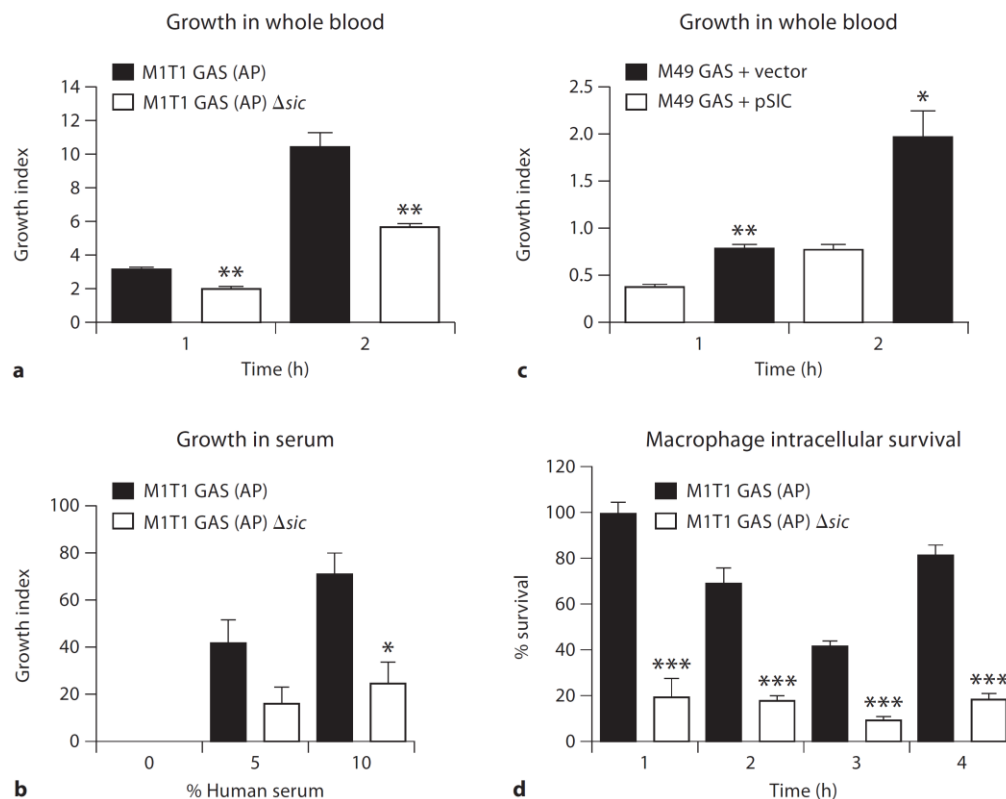 Growth in whole blood
M1T1 GAS (AP)
M1T1 GAS (AP) Δsic
Growth index
14
12
10
8
6
4
2
0
**
**
1
2
Time (h)
a
Growth in whole blood
M49 GAS + vector
M49 GAS + pSIC
Growth index
2.5
2.0
1.5
1.0
0.5
0
**
*
1
2
Time (h)
c
Growth in serum
M1T1 GAS (AP)
M1T1 GAS (AP) Δsic
Growth index
100
80
60
40
20
0
*
0
5
10
% Human serum
b
Macrophage intracellular survival
M1T1 GAS (AP)
M1T1 GAS (AP) Δsic
% survival
120
100
80
60
40
20
0
***
***
***
***
1
2
3
4
Time (h)
d